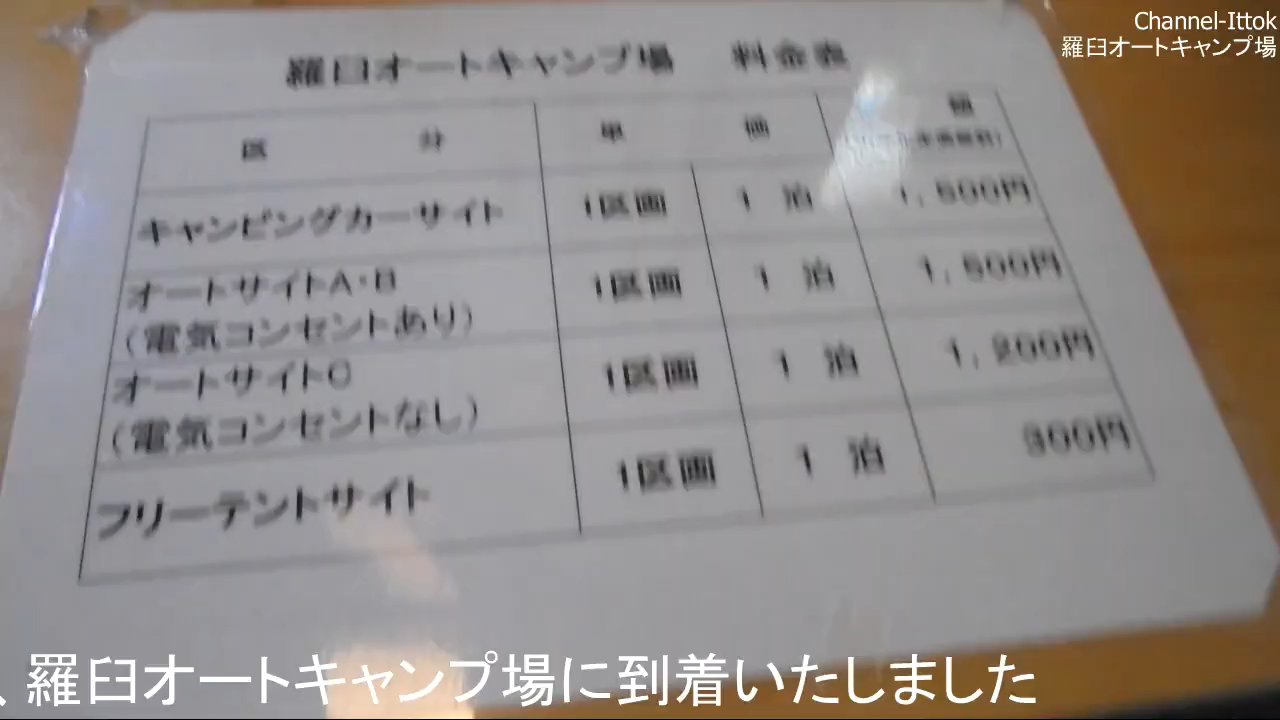 Channel-Ittok
羅臼オートキャンプ場
羅臼オートキャンプ場 料金表
区 分 単 価 額
キャンピングカーサイト 1区画 1 泊 1,500円
オートサイトA・B 1区画 1 泊 1,500円
(電気コンセントあり)
オートサイトC 1区画 1 泊 1,200円
(電気コンセントなし)
フリーテントサイト 1区画 1 泊 300円
、羅臼オートキャンプ場に到着いたしました